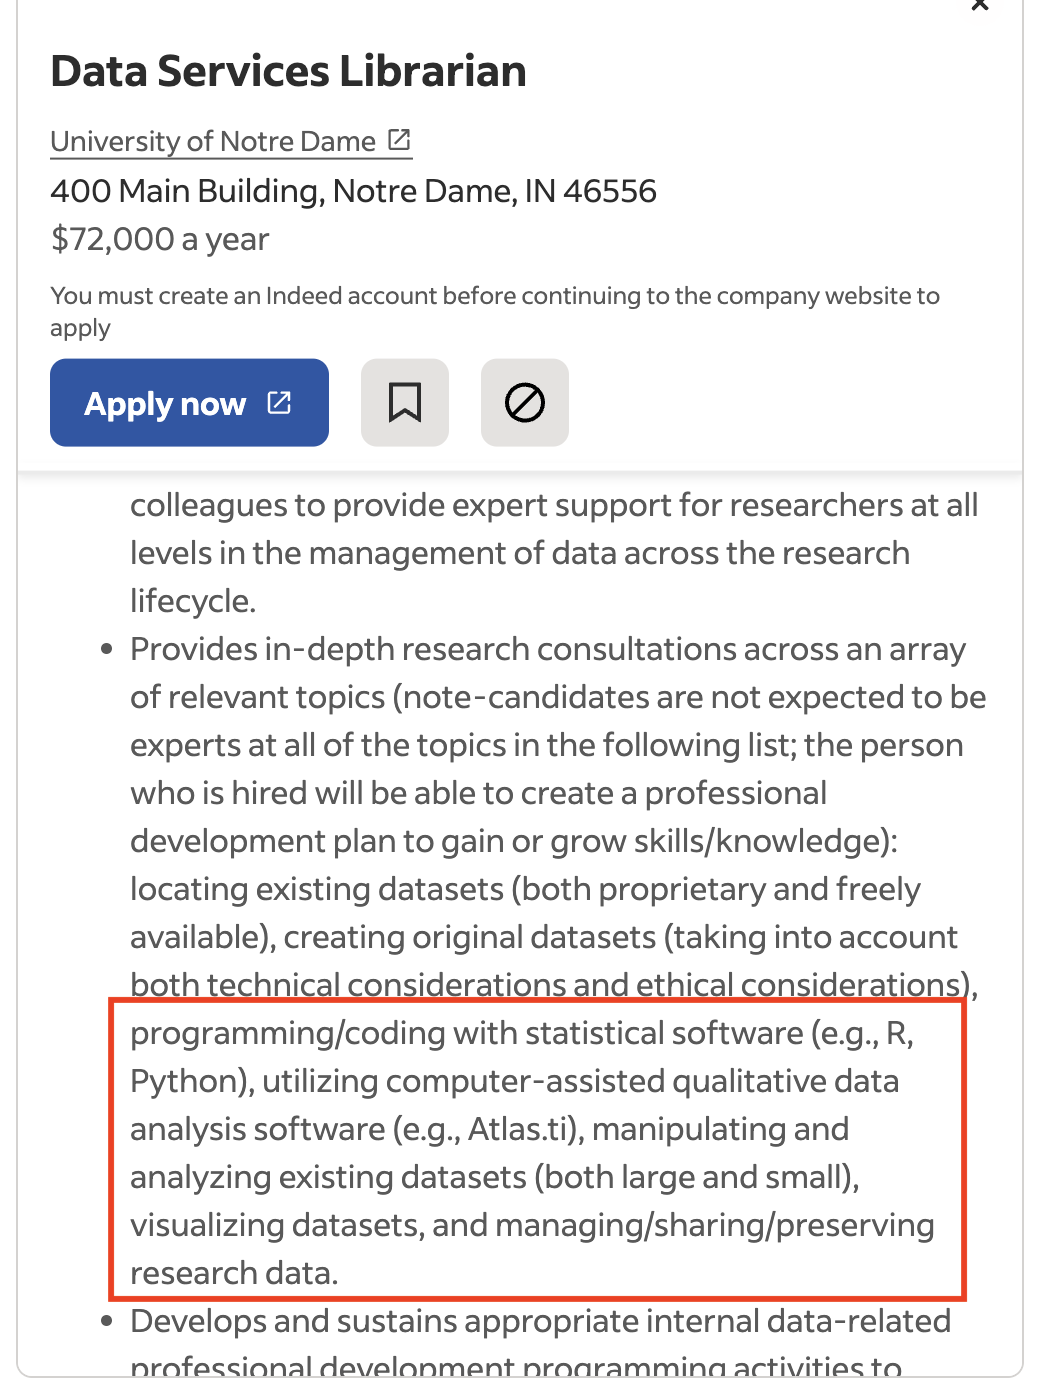 Data Services Librarian
University of Notre Dame
400 Main Building, Notre Dame, IN 46556
$72,000 a year
You must create an Indeed account before continuing to the company website to
apply
Apply now
colleagues to provide expert support for researchers at all
levels in the management of data across the research
lifecycle.
• Provides in-depth research consultations across an array
of relevant topics (note-candidates are not expected to be
experts at all of the topics in the following list; the person
who is hired will be able to create a professional
development plan to gain or grow skills/knowledge):
locating existing datasets (both proprietary and freely
available), creating original datasets (taking into account
both technical considerations and ethical considerations),
programming/coding with statistical software (e.g., R,
Python), utilizing computer-assisted qualitative data
analysis software (e.g., Atlas.ti), manipulating and
analyzing existing datasets (both large and small),
visualizing datasets, and managing/sharing/preserving
research data.
• Develops and sustains appropriate internal data-related
professional development programming activities to